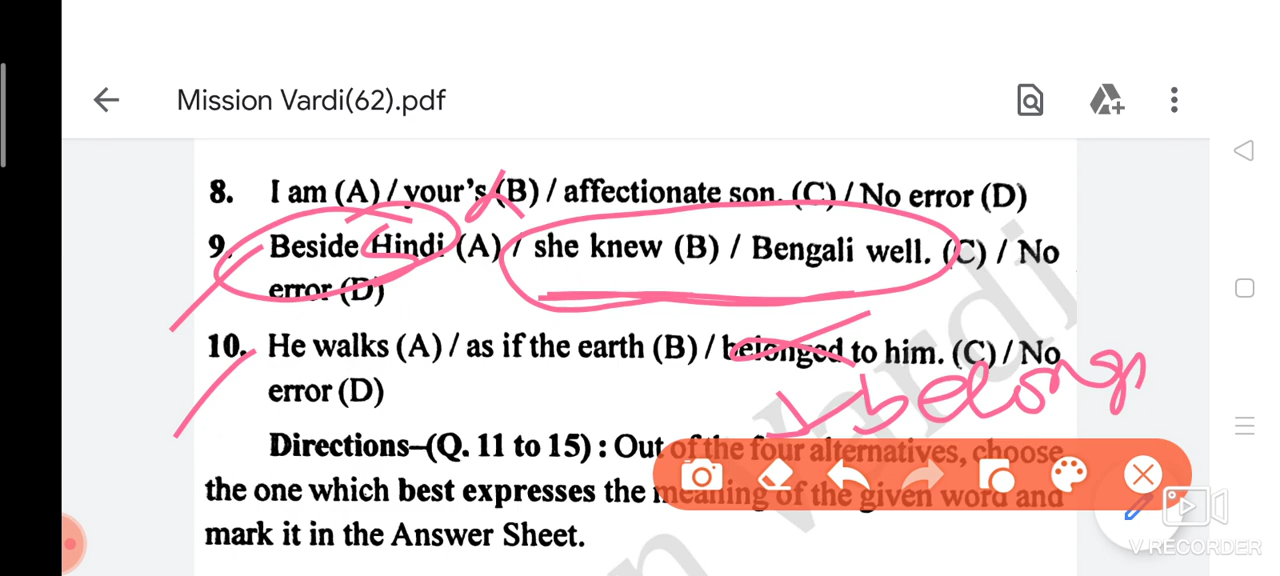 Mission Vardi(62).pdf
8. I am (A) / your's (B) / affectionate son. (C) / No error (D)
9. Beside Hindi (A) / she knew (B) / Bengali well. (C) / No
error (D)
10. He walks (A) / as if the earth (B) / belonged to him. (C) / No
error (D)
belongs
Directions–(Q. 11 to 15) : Out of the four alternatives, choose
the one which best expresses the meaning of the given word and
mark it in the Answer Sheet.
V RECORDER